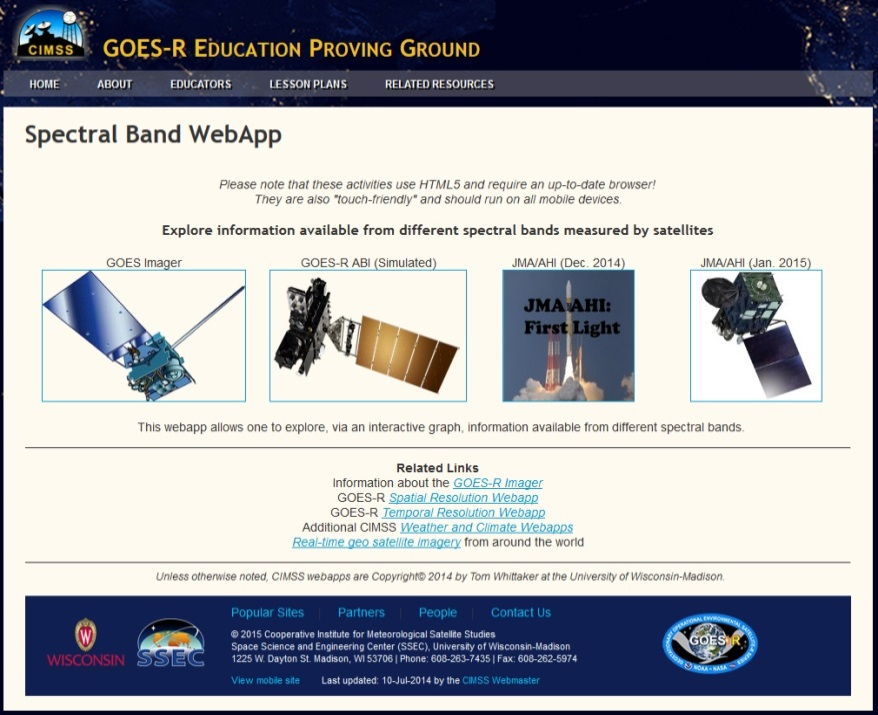 CIMSS
GOES-R EDUCATION PROVING GROUND
HOME ABOUT EDUCATORS LESSON PLANS RELATED RESOURCES
Spectral Band WebApp
Please note that these activities use HTML5 and require an up-to-date browser!
They are also "touch-friendly" and should run on all mobile devices.
Explore information available from different spectral bands measured by satellites
GOES Imager GOES-R ABI (Simulated) JMA/AHI (Dec. 2014) JMA/AHI (Jan. 2015)
JMA AHI:
First Light
This webapp allows one to explore, via an interactive graph, information available from different spectral bands.
Related Links
Information about the GOES-R Imager
GOES-R Spatial Resolution Webapp
GOES-R Temporal Resolution Webapp
Additional CIMSS Weather and Climate Webapps
Real-time geo satellite imagery from around the world
Unless otherwise noted, CIMSS webapps are Copyright© 2014 by Tom Whittaker at the University of Wisconsin-Madison.
W
WISCONSIN
SSEC
Popular Sites Partners People Contact Us
© 2015 Cooperative Institute for Meteorological Satellite Studies
Space Science and Engineering Center (SSEC), University of Wisconsin-Madison
1225 W. Dayton St. Madison, WI 53706 | Phone: 608-263-7435 | Fax: 608-262-5974
View mobile site Last updated: 10-Jul-2014 by the CIMSS Webmaster
GOES R
NOAA • NASA